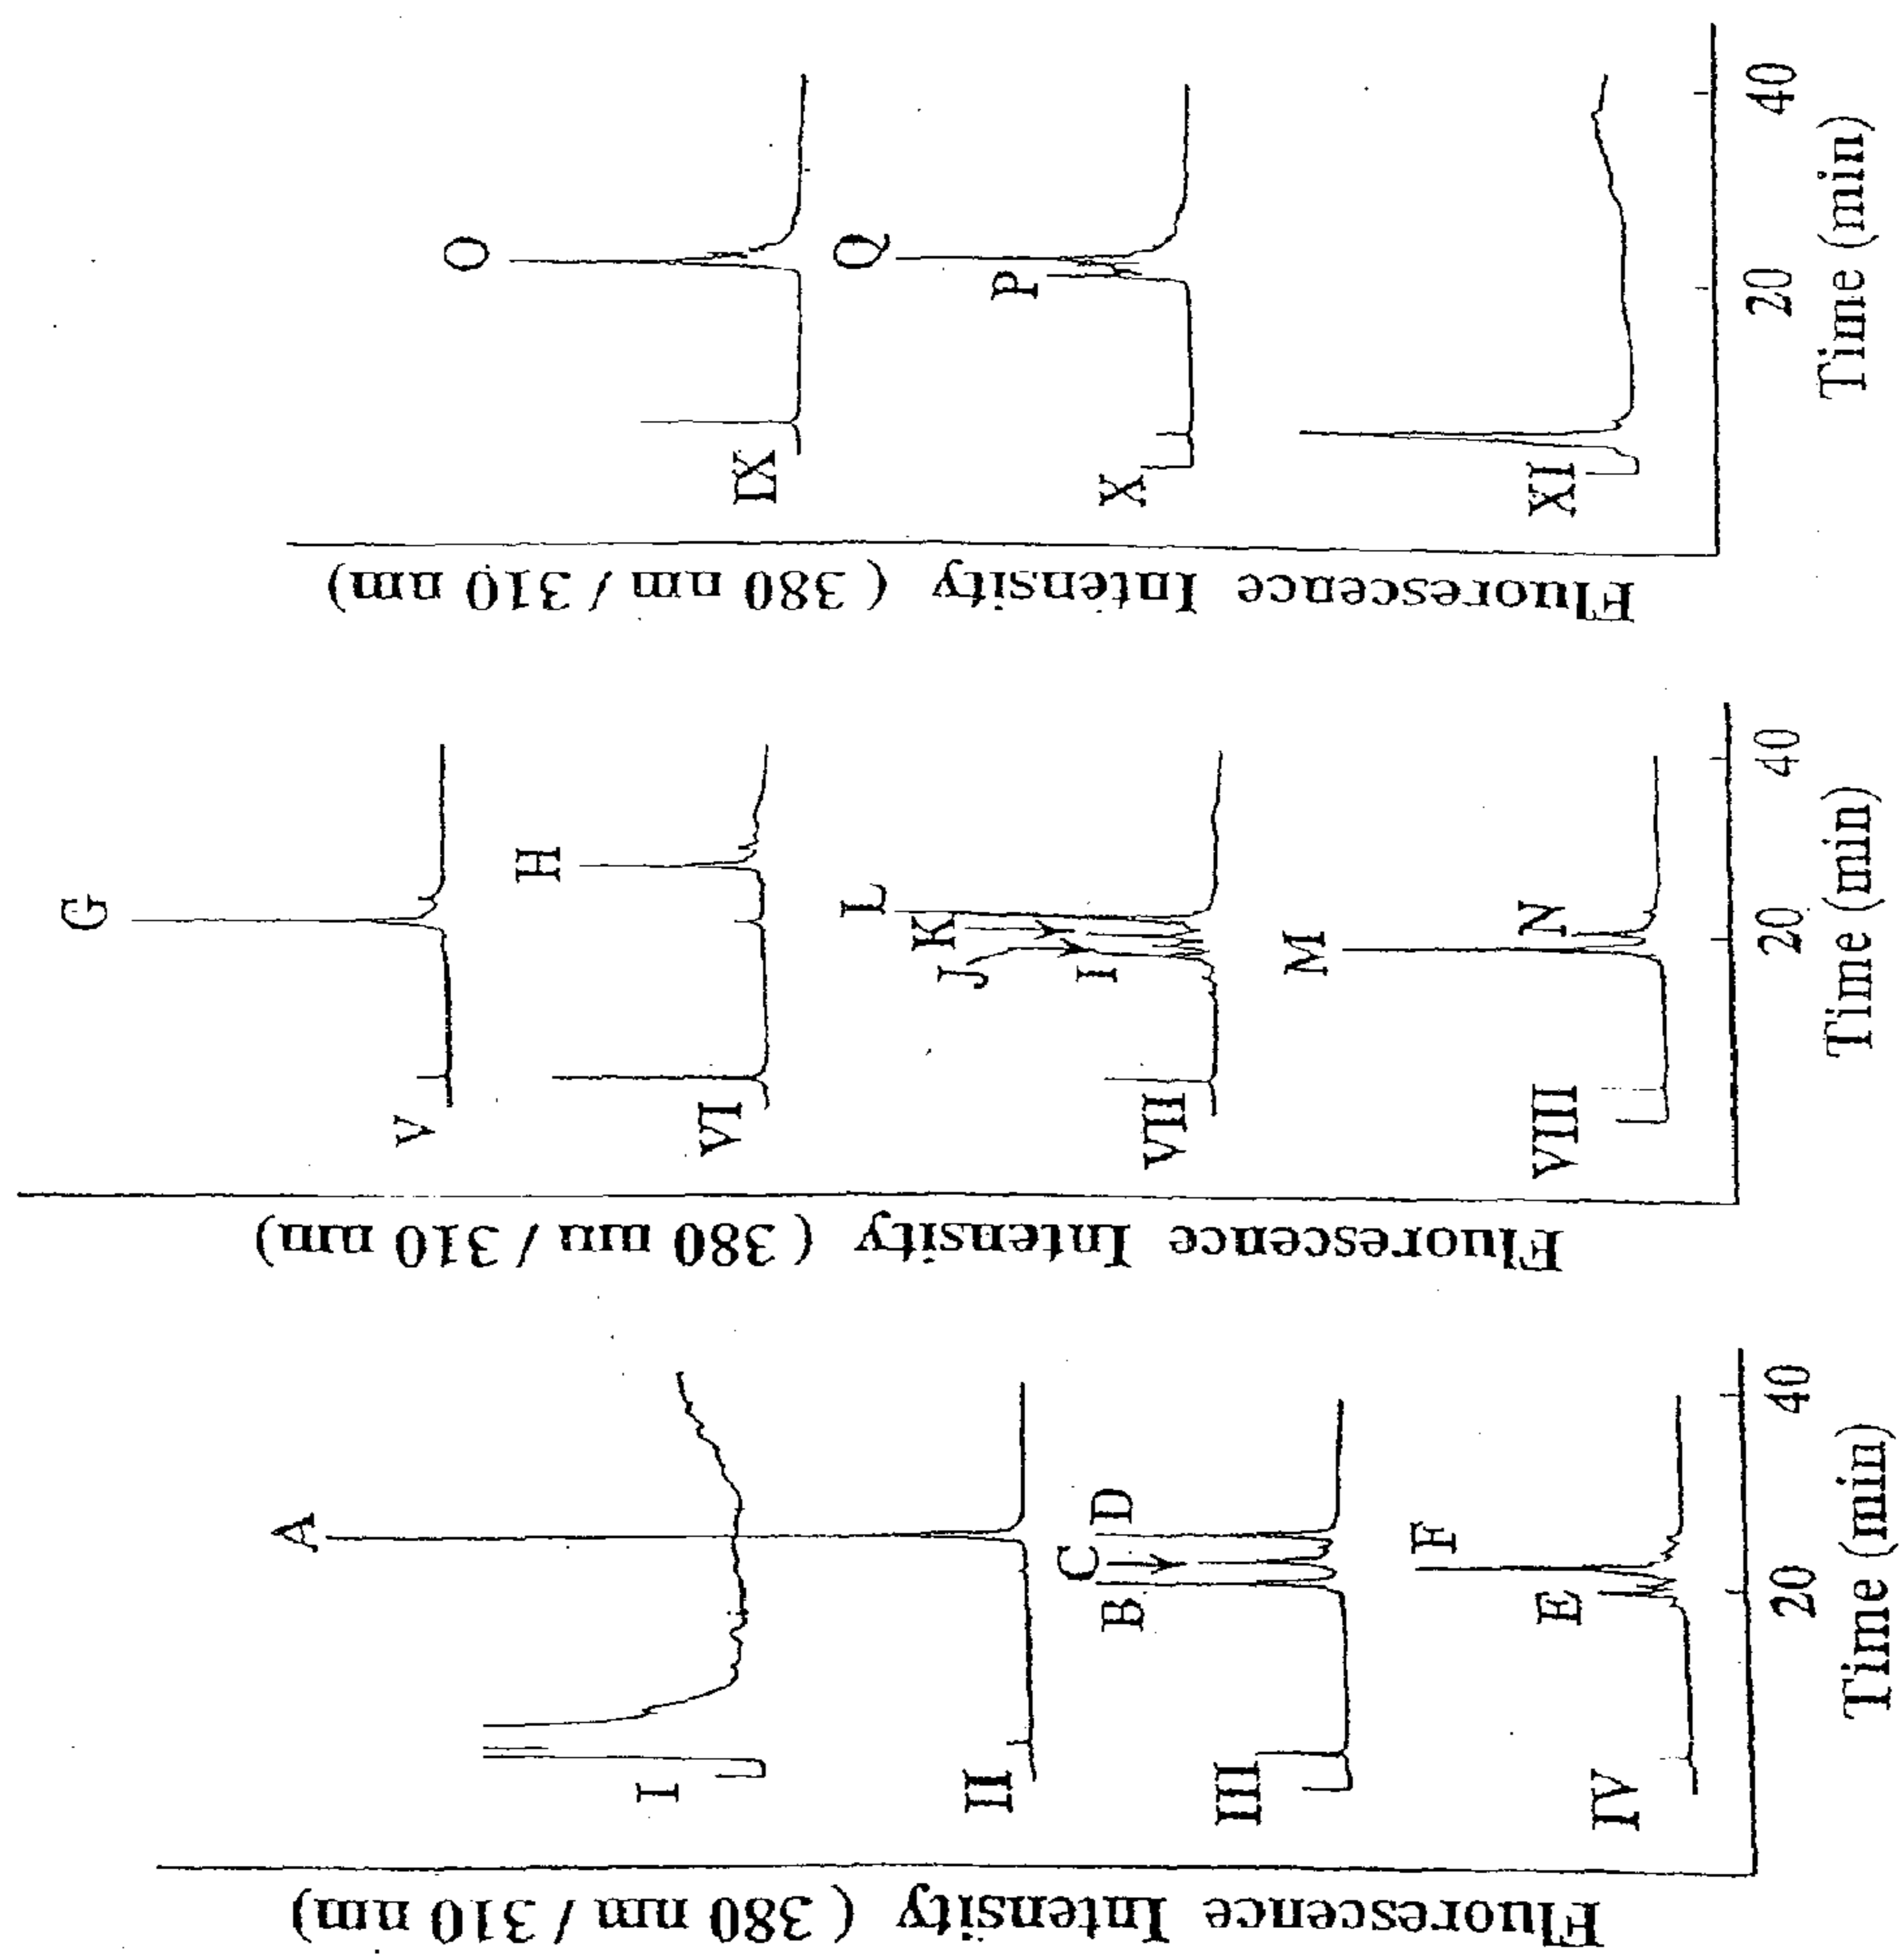 Fluorescence Intensity ( 380 nm / 310 nm)
A
I
II
B
C
D
III
E
F
IV
20
40
Time (min)
Fluorescence Intensity ( 380 nm / 310 nm)
G
V
H
VI
I
J
K
L
VII
M
N
VIII
20
40
Time (min)
Fluorescence Intensity ( 380 nm / 310 nm)
O
IX
P
Q
X
XI
20
40
Time (min)